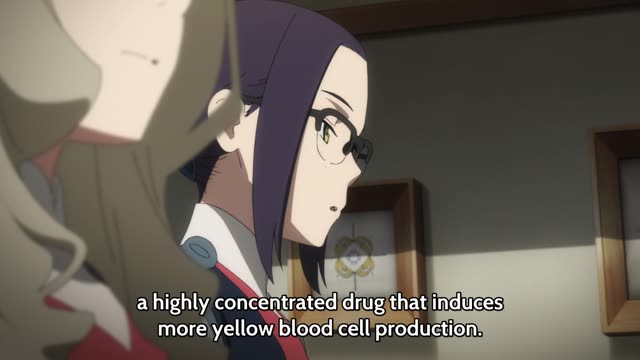 a highly concentrated drug that induces
more yellow blood cell production.